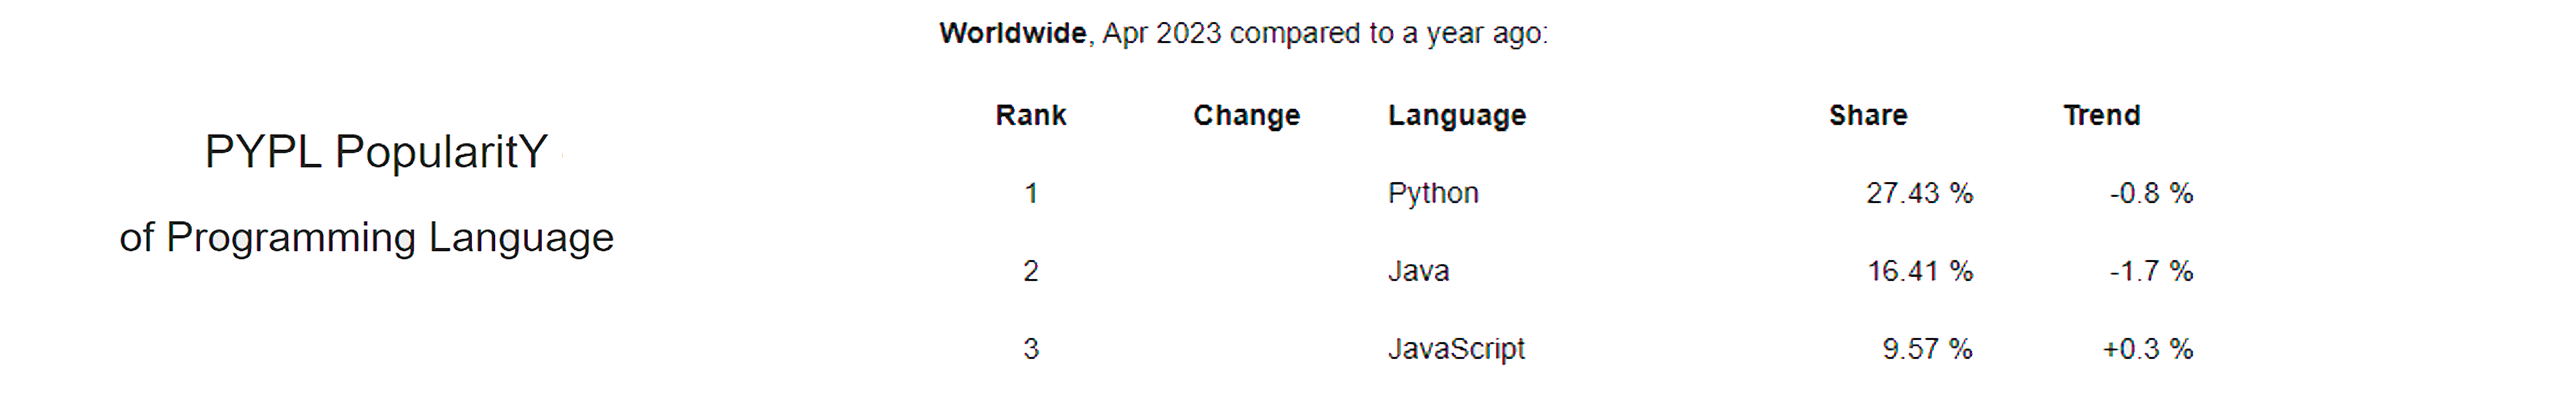 PYPL PopularitY
of Programming Language
Worldwide, Apr 2023 compared to a year ago:
Rank Change Language Share Trend
1 Python 27.43 % -0.8 %
2 Java 16.41 % -1.7 %
3 JavaScript 9.57 % +0.3 %